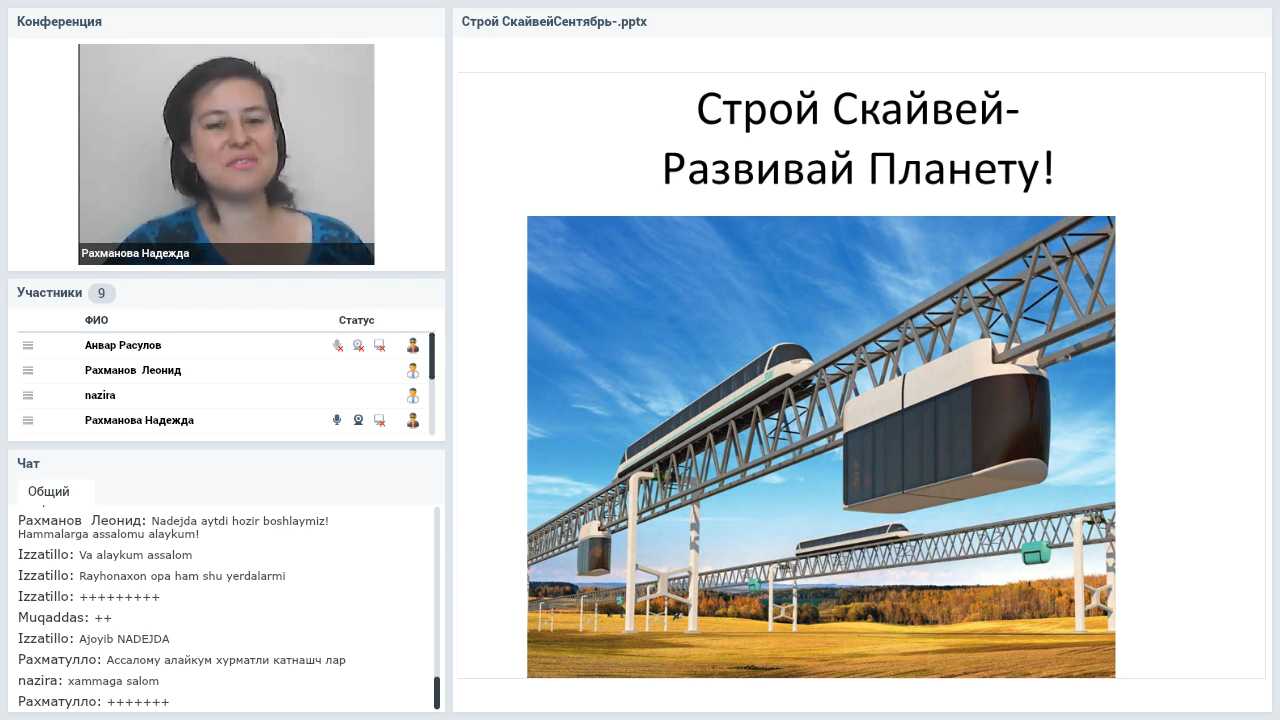 Конференция
Рахманова Надежда
Участники 9
ФИО Статус
Анвар Расулов
Рахманов Леонид
nazira
Рахманова Надежда
Чат
Общий
Рахманов Леонид: Nadejda aytdi hozir boshlaymiz!
Hammalarga assalomu alaykum!
Izzatillo: Va alaykum assalom
Izzatillo: Rayhonaxon opa ham shu yerdalarmi
Izzatillo: +++++++++
Muqaddas: ++
Izzatillo: Ajoyib NADEJDA
Рахматулло: Ассалому алайкум хурматли катнашч лар
nazira: xammaga salom
Рахматулло: +++++++
Строй СкайвейСентябрь-.pptx
Строй Скайвей-
Развивай Планету!